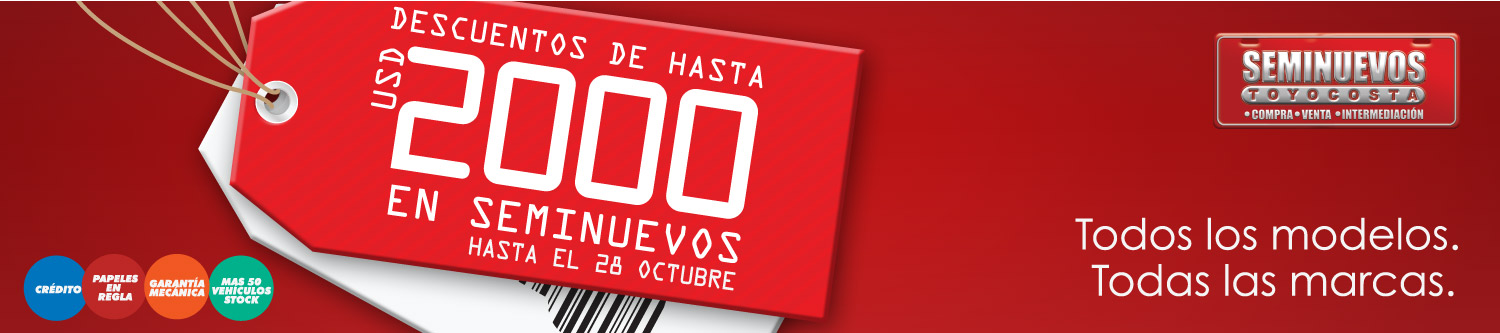 DESCUENTOS DE HASTA
USD
2000
EN SEMINUEVOS
HASTA EL 28 OCTUBRE
SEMINUEVOS
TOYOCOSTA
•COMPRA•VENTA •INTERMEDIACIÓN
Todos los modelos.
Todas las marcas.
CRÉDITO
PAPELES
EN
REGLA
GARANTÍA
MECÁNICA
MAS 50
VEHÍCULOS
STOCK